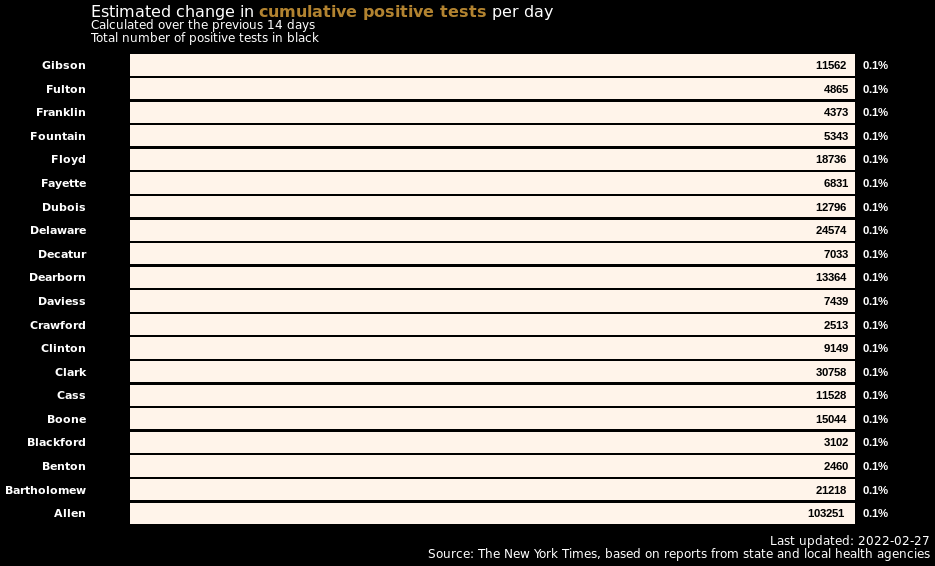 Estimated change in cumulative positive tests per day
Calculated over the previous 14 days
Total number of positive tests in black
Gibson 11562 0.1%
Fulton 4865 0.1%
Franklin 4373 0.1%
Fountain 5343 0.1%
Floyd 18736 0.1%
Fayette 6831 0.1%
Dubois 12796 0.1%
Delaware 24574 0.1%
Decatur 7033 0.1%
Dearborn 13364 0.1%
Daviess 7439 0.1%
Crawford 2513 0.1%
Clinton 9149 0.1%
Clark 30758 0.1%
Cass 11528 0.1%
Boone 15044 0.1%
Blackford 3102 0.1%
Benton 2460 0.1%
Bartholomew 21218 0.1%
Allen 103251 0.1%
Last updated: 2022-02-27
Source: The New York Times, based on reports from state and local health agencies